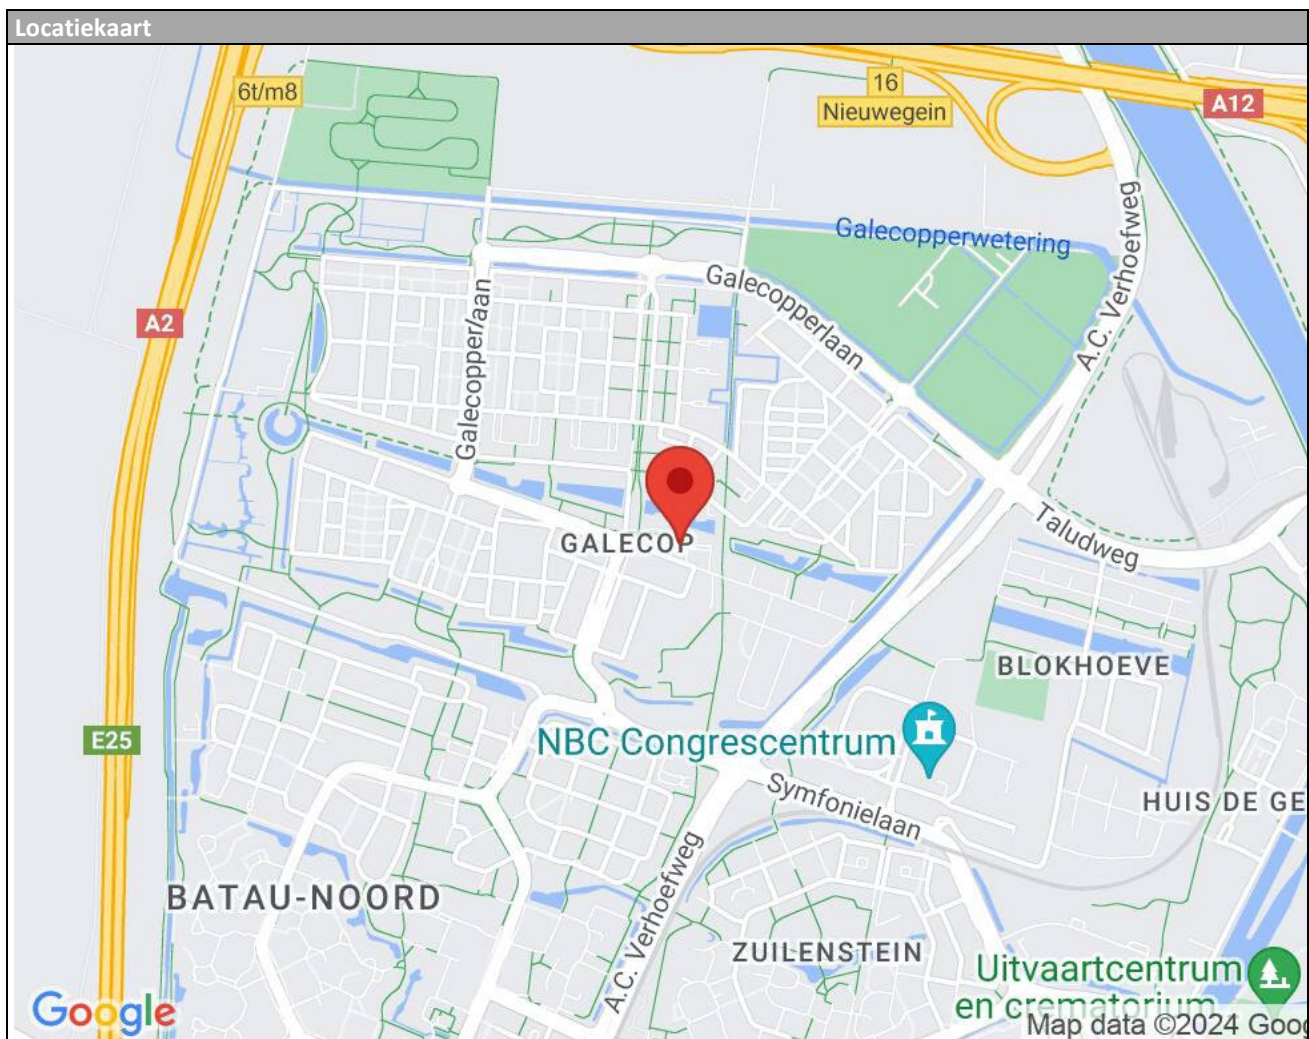 Locatiekaart
6t/m8
16
Nieuwegein
A12
Galecopperwetering
A.C. Verhoefweg
Galecopperlaan
Galecopperlaan
A2
A.C. Verhoefweg
GALECOP
Taludweg
BLOKHOEVE
E25
NBC Congrescentrum
Symfonielaan
HUIS DE GE
BATAU-NOORD
ZUILENSTEIN
Uitvaartcentrum
en crematorium
Google
Map data ©2024 Goog